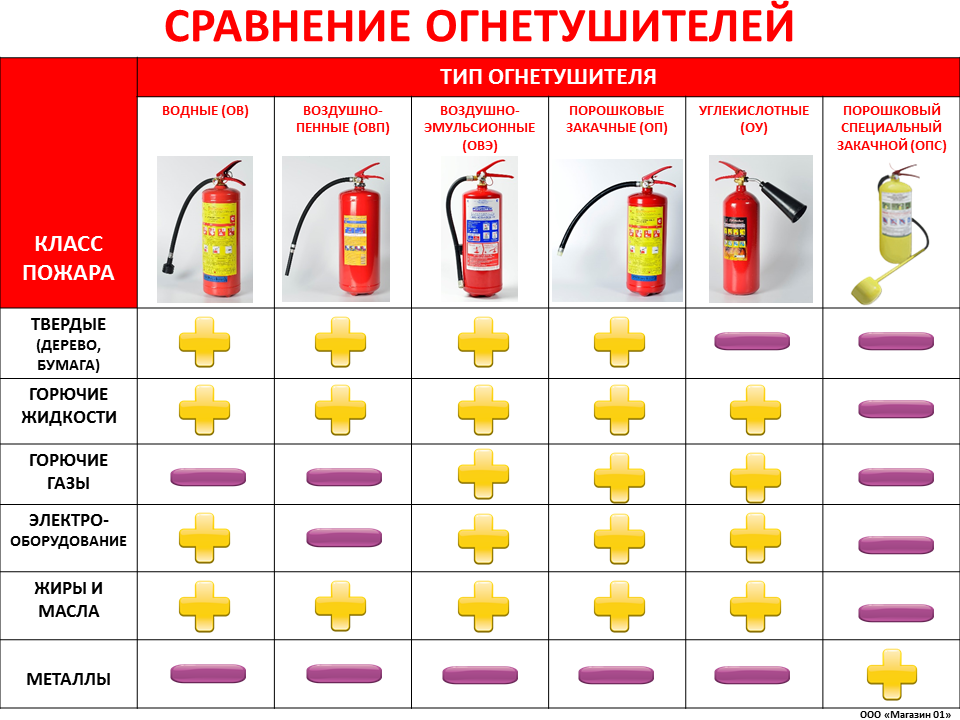 СРАВНЕНИЕ ОГНЕТУШИТЕЛЕЙ
ТИП ОГНЕТУШИТЕЛЯ
КЛАСС
ПОЖАРА
ВОДНЫЕ (ОВ)
ВОЗДУШНО-
ПЕННЫЕ (ОВП)
ВОЗДУШНО-
ЭМУЛЬСИОННЫЕ
(ОВЭ)
ПОРОШКОВЫЕ
ЗАКАЧНЫЕ (ОП)
УГЛЕКИСЛОТНЫЕ
(ОУ)
ПОРОШКОВЫЙ
СПЕЦИАЛЬНЫЙ
ЗАКАЧНОЙ (ОПС)
ТВЕРДЫЕ
(ДЕРЕВО,
БУМАГА)
ГОРЮЧИЕ
ЖИДКОСТИ
ГОРЮЧИЕ
ГАЗЫ
ЭЛЕКТРО-
ОБОРУДОВАНИЕ
ЖИРЫ И
МАСЛА
МЕТАЛЛЫ
ООО «Магазин 01»